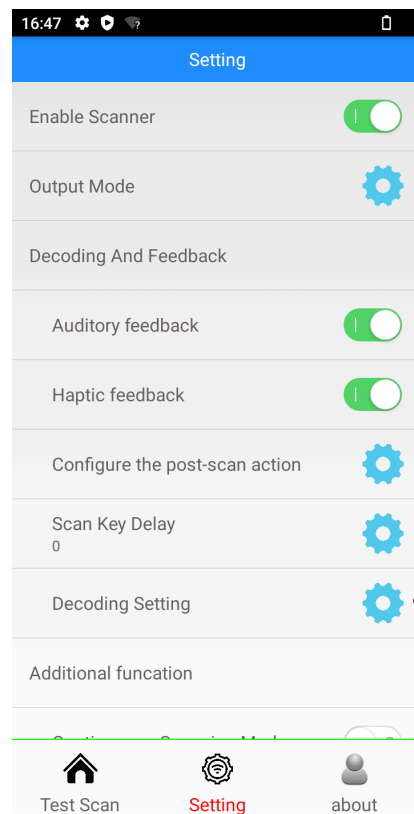 16:47
Setting
Enable Scanner
Output Mode
Decoding And Feedback
Auditory feedback
Haptic feedback
Configure the post-scan action
Scan Key Delay
0
Decoding Setting
Additional funcation
Test Scan
Setting
about